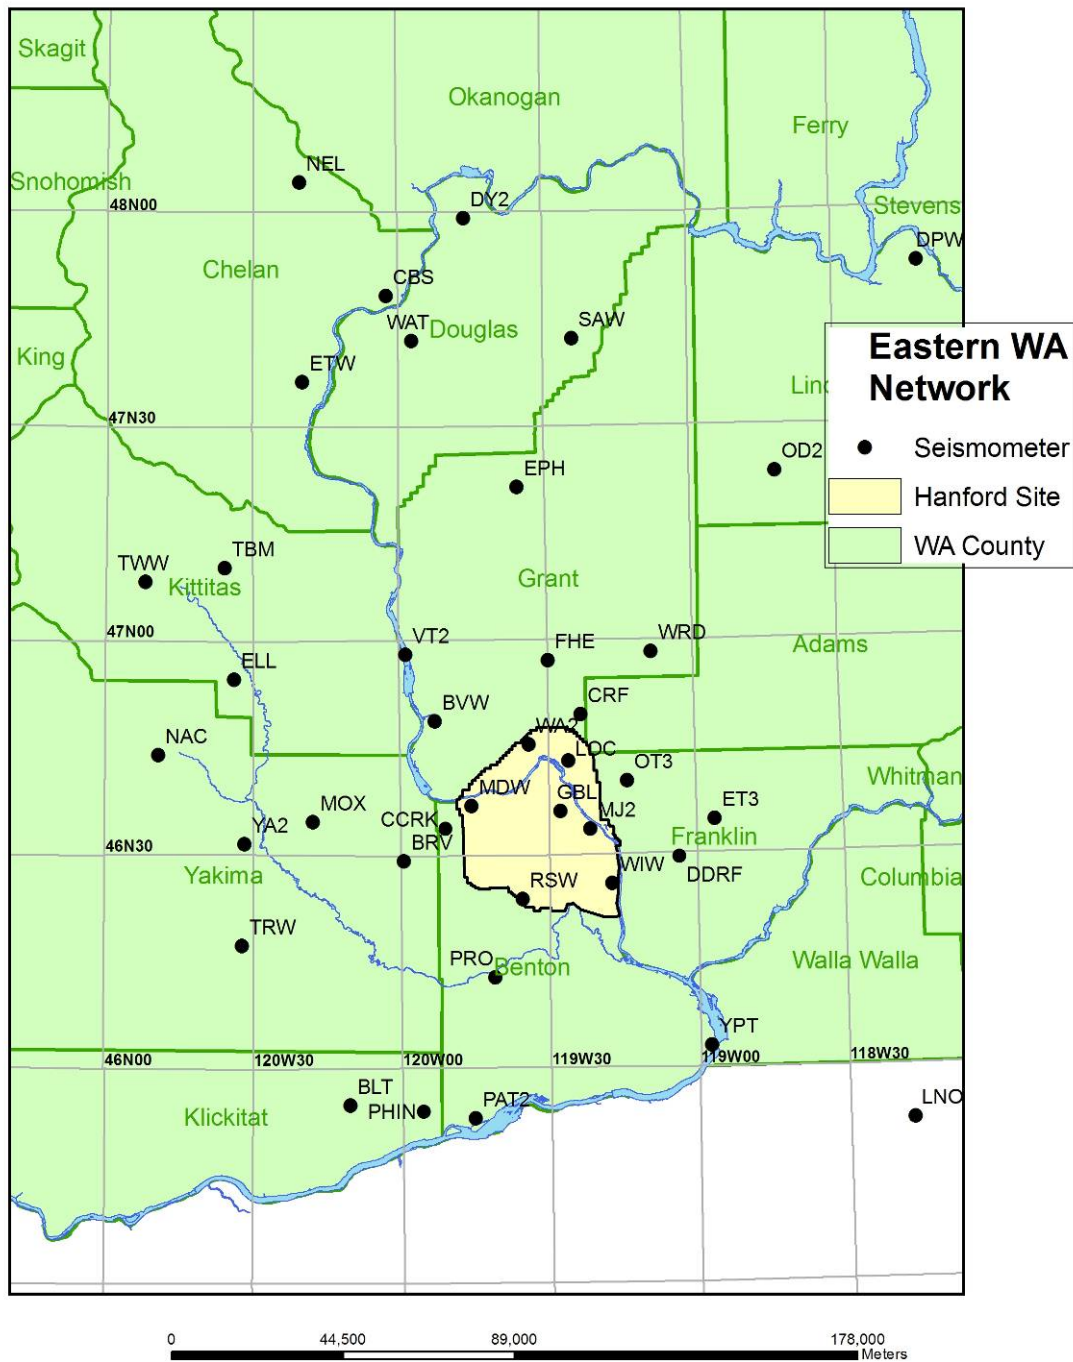 Skagit
Okanogan
Ferry
NEL
Snohomish
48N00
DY2
Stevens
DPW
Chelan
CBS
WAT
Douglas
SAW
King
ETW
Eastern WA
Network
Linc
47N30
Seismometer
OD2
EPH
Hanford Site
WA County
TWW
TBM
Kittitas
Grant
47N00
VT2
FHE
WRD
Adams
ELL
CRF
BVW
WA2
NAC
LOC
OT3
Whitman
MDW
GBL
MOX
CCRK
MJ2
ET3
YA2
BRV
Franklin
46N30
WIW
DDRF
Yakima
RSW
Columbia
TRW
PRO
Benton
Walla Walla
YPT
46N00
120W30
120W00
119W30
119W00
118W30
BLT
PHIN
PAT2
LNO
Klickitat
0 44,500 89,000 178,000
Meters